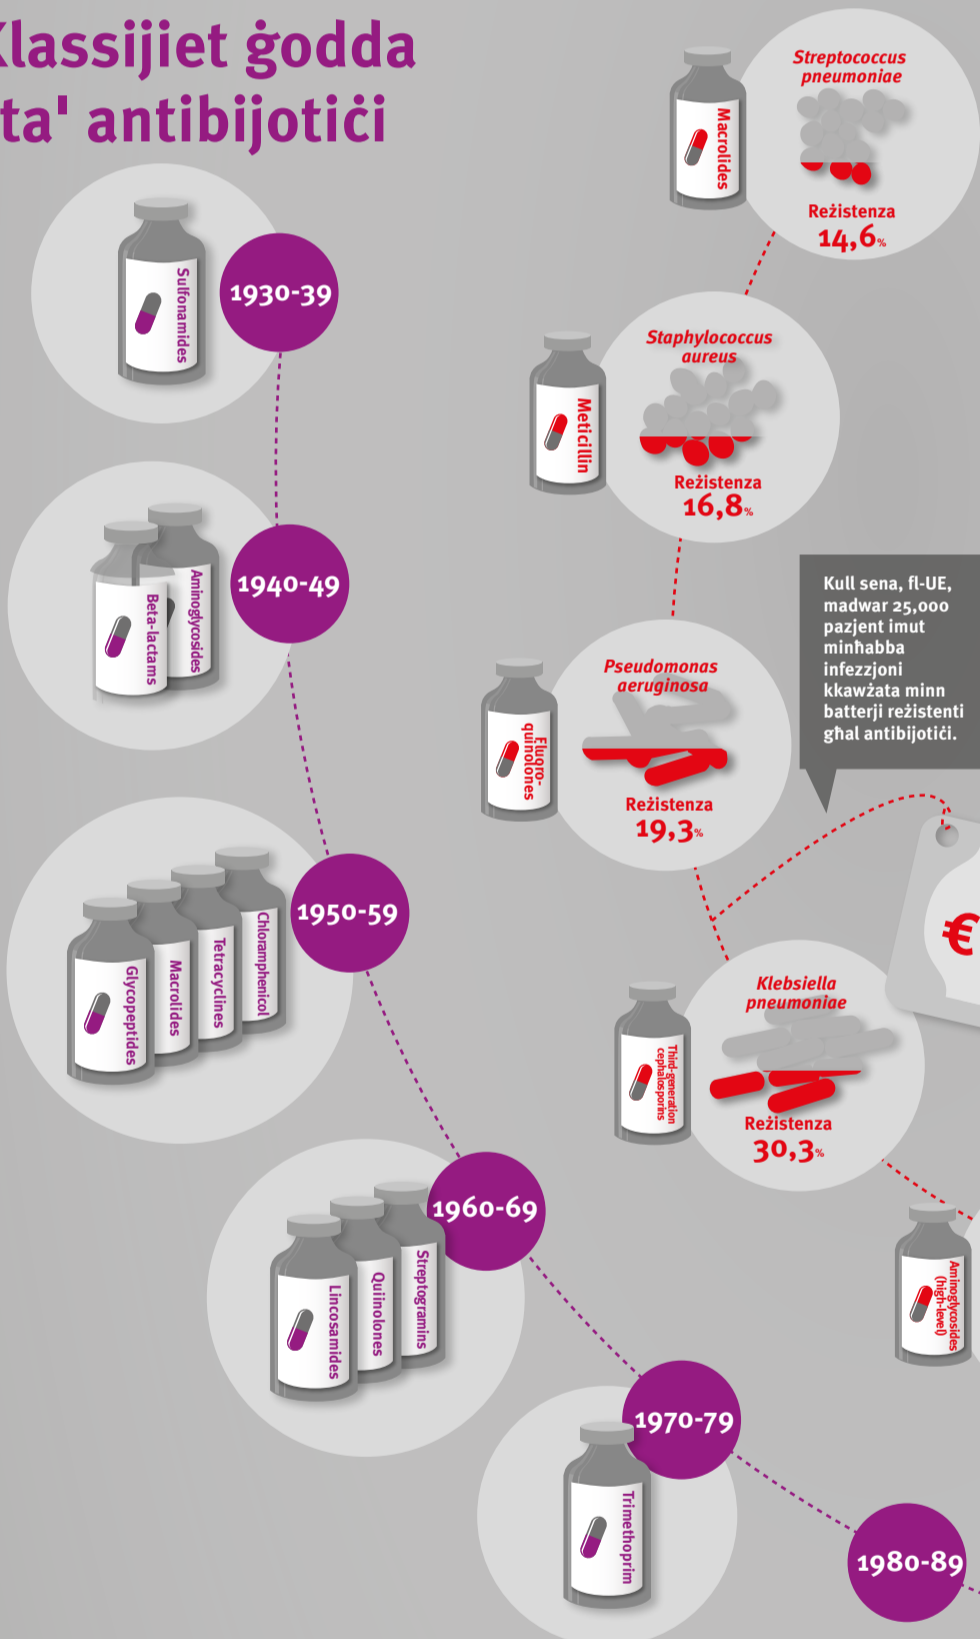 Klassijiet ġodda
ta' antibijotiċi
Sulfonamides
1930-39
Beta-lactams
Aminoglycosides
1940-49
Glycopeptides
Macrolides
Tetracyclines
Chloramphenicol
1950-59
Lincosamides
Quiinolones
Streptogramins
1960-69
Trimethoprim
1970-79
1980-89
Macrolides
Streptococcus
pneumoniae
Reżistenza
14,6%
Meticillin
Staphylococcus
aureus
Reżistenza
16,8%
Fluoro-
quinolones
Pseudomonas
aeruginosa
Reżistenza
19,3%
Kull sena, fl-UE,
madwar 25,000
pazjent imut
minħabba
infezzjoni
kkawżata minn
batterji reżistenti
għal antibijotiċi.
€
Third-generation
cephalosporins
Klebsiella
pneumoniae
Reżistenza
30,3%
Aminoglycosides
(high-level)